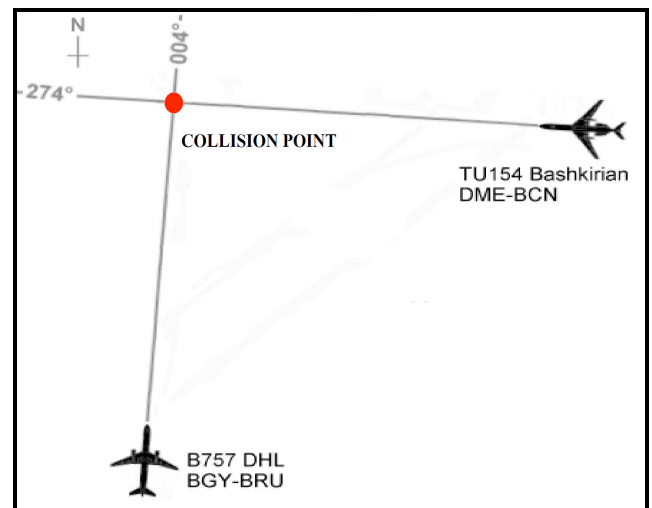 N
004°-
-274°
COLLISION POINT
TU154 Bashkirian
DME-BCN
B757 DHL
BGY-BRU